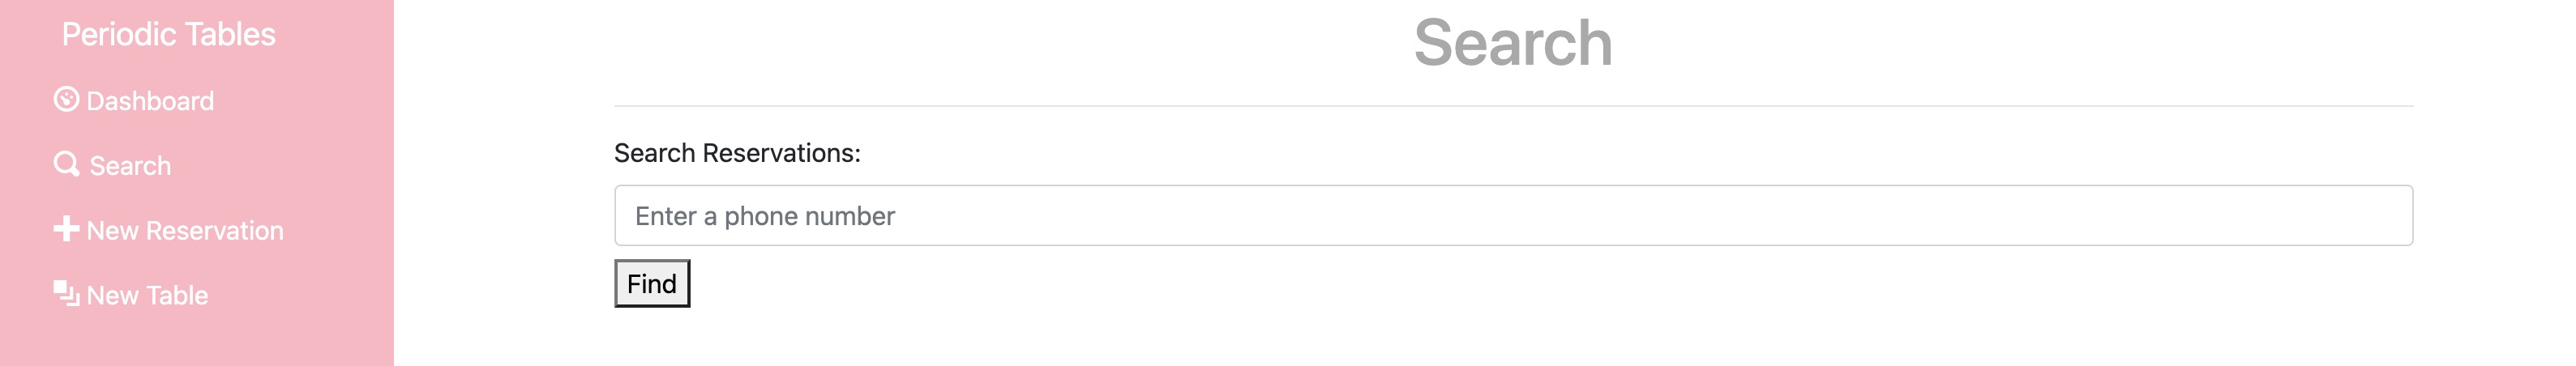 Periodic Tables
Dashboard
Search
New Reservation
New Table
Search
Search Reservations:
Enter a phone number
Find